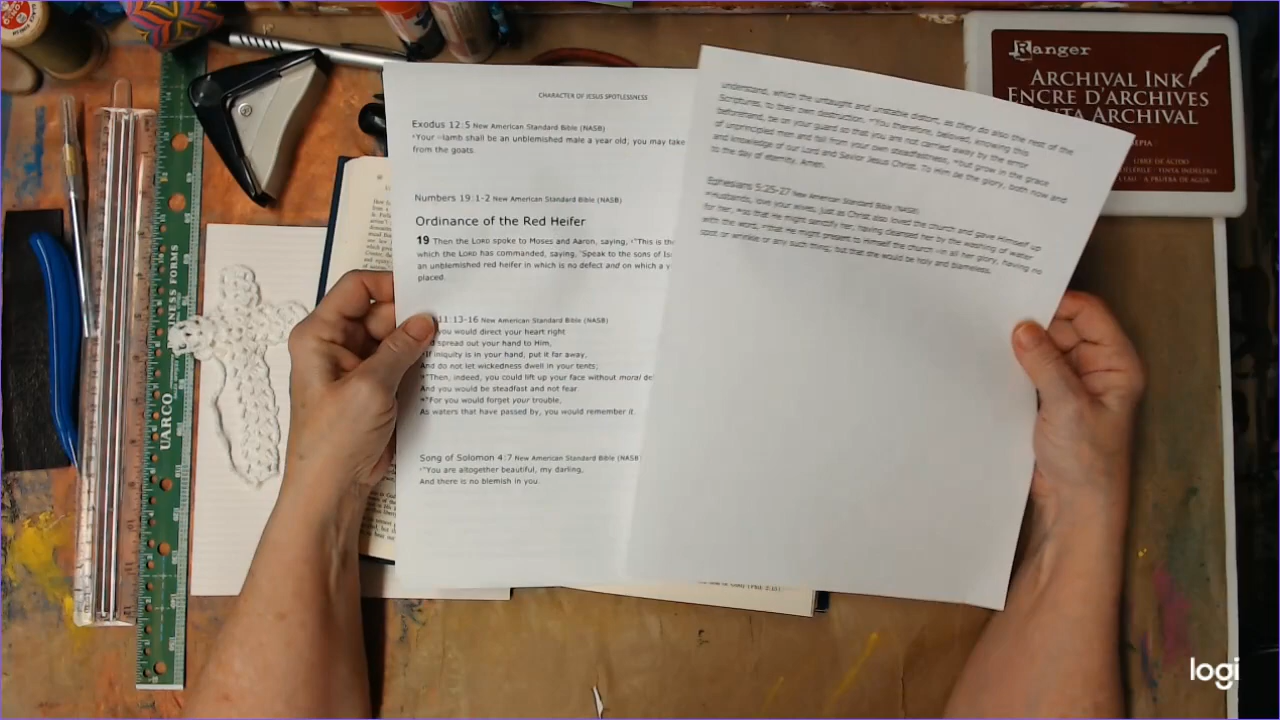 CHARACTER OF JESUS SPOTLESSNESS
Exodus 12:5 New American Standard Bible (NASB)
Your lamb shall be an unblemished male a year old; you may take
from the goats.
Numbers 19:1-2 New American Standard Bible (NASB)
Ordinance of the Red Heifer
19 Then the LORD spoke to Moses and Aaron, saying, "This is th
which the LORD has commanded, saying, 'Speak to the sons of Is
an unblemished red heifer in which is no defect and on which a y
placed.
11:13-16 New American Standard Bible (NASB)
you would direct your heart right
spread out your hand to Him,
If iniquity is in your hand, put it far away,
And do not let wickedness dwell in your tents;
"Then, indeed, you could lift up your face without moral de
And you would be steadfast and not fear.
"For you would forget your trouble,
As waters that have passed by, you would remember it.
Song of Solomon 4:7 New American Standard Bible (NASB)
"You are altogether beautiful, my darling,
And there is no blemish in you.
understand, which the untaught and unstable distort, as they do also the rest of the
Scriptures, to their own destruction. You therefore, beloved, knowing this
beforehand, be on your guard so that you are not carried away by the error
of unprincipled men and fall from your own steadfastness, but grow in the grace
and knowledge of our Lord and Savior Jesus Christ. To Him be the glory, both now and
to the day of eternity. Amen.
Ephesians 5:25-27 New American Standard Bible (NASB)
Husbands, love your wives, just as Christ also loved the church and gave Himself up
for her, so that He might sanctify her, having cleansed her by the washing of water
with the word, that He might present to Himself the church in all her glory, having no
spot or wrinkle or any such thing; but that she would be holy and blameless.
Ranger
ARCHIVAL INK
ENCRE D'ARCHIVES
TA ARCHIVAL
EPIA
UARCO BUSINESS FORMS
logi